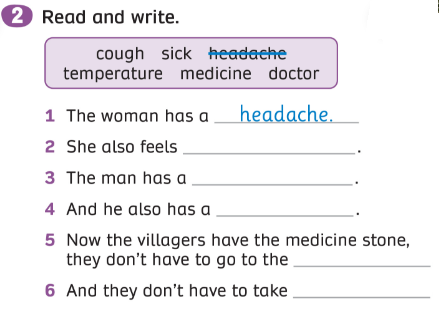 2 Read and write.
cough sick headache
temperature medicine doctor
1 The woman has a headache.
2 She also feels ____________.
3 The man has a ____________.
4 And he also has a ____________.
5 Now the villagers have the medicine stone,
they don't have to go to the ____________
6 And they don't have to take ____________